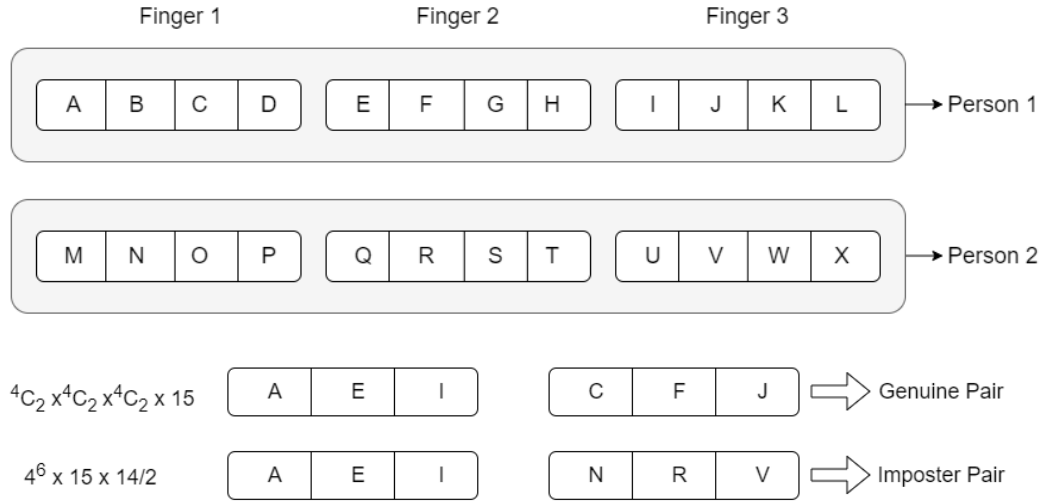 Finger 1 Finger 2 Finger 3
A B C D E F G H I J K L Person 1
M N O P Q R S T U V W X Person 2
⁴C₂ x⁴C₂ x⁴C₂ x 15 A E I C F J Genuine Pair
4⁶ x 15 x 14/2 A E I N R V Imposter Pair